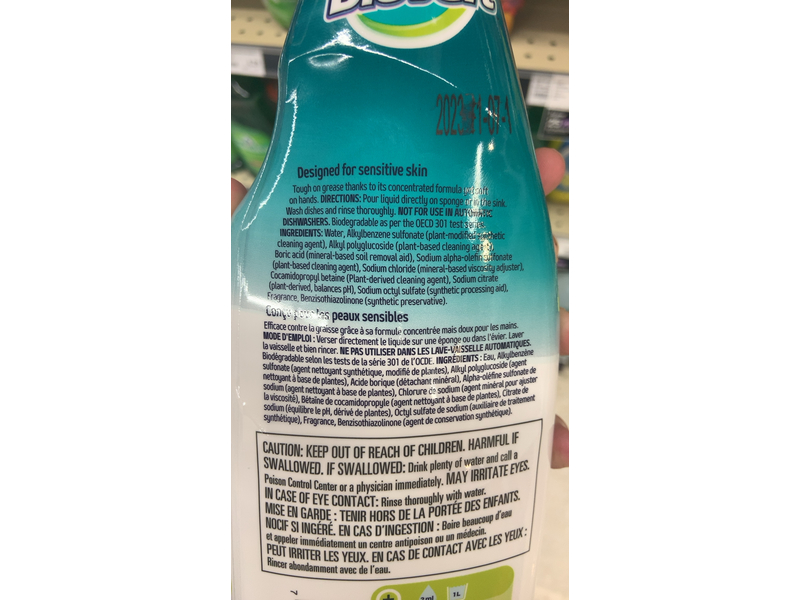 Designed for sensitive skin
Tough on grease thanks to its concentrated formula
on hands. DIRECTIONS: Pour liquid directly on sponge or in the sink.
Wash dishes and rinse thoroughly. NOT FOR USE IN
DISHWASHERS. Biodegradable as per the OECD 301 test series.
INGREDIENTS: Water, Alkylbenzene sulfonate (plant-modified synthetic
cleaning agent), Alkyl polyglucoside (plant-based cleaning agent),
Boric acid (mineral-based soil removal aid), Sodium alpha-olefin sulfonate
(plant-based cleaning agent), Sodium chloride (mineral-based viscosity adjuster),
Cocamidopropyl betaine (Plant-derived cleaning agent), Sodium citrate
(plant-derived, balances pH), Sodium octyl sulfate (synthetic processing aid),
Fragrance, Benzisothiazolinone (synthetic preservative).
Conçu pour les peaux sensibles
Efficace contre la graisse grâce à sa formule concentrée mais doux pour les mains.
MODE D'EMPLOI : Verser directement le liquide sur une éponge ou dans l'évier. Laver
la vaisselle et bien rincer. NE PAS UTILISER DANS LES LAVE-VAISSELLE AUTOMATIQUES.
Biodégradable selon les tests de la série 301 de l'OCDE. INGRÉDIENTS : Eau, Alkylbenzène
sulfonate (agent nettoyant synthétique, modifié de plantes), Alkyl polyglucoside (agent
nettoyant à base de plantes), Acide borique (détachant minéral), Alpha-oléfine sulfonate de
sodium (agent nettoyant à base de plantes), Chlorure de sodium (agent minéral pour ajuster
la viscosité), Bétaïne de cocamidopropyle (agent nettoyant à base de plantes), Citrate de
sodium (équilibre le pH, dérivé de plantes), Octyl sulfate de sodium (auxiliaire de traitement
synthétique), Fragrance, Benzisothiazolinone (agent de conservation synthétique).
CAUTION: KEEP OUT OF REACH OF CHILDREN. HARMFUL IF
SWALLOWED. IF SWALLOWED: Drink plenty of water and call a
Poison Control Center or a physician immediately. MAY IRRITATE EYES.
IN CASE OF EYE CONTACT: Rinse thoroughly with water.
MISE EN GARDE : TENIR HORS DE LA PORTÉE DES ENFANTS.
NOCIF SI INGÉRÉ. EN CAS D'INGESTION : Boire beaucoup d'eau
et appeler immédiatement un centre antipoison ou un médecin.
PEUT IRRITER LES YEUX. EN CAS DE CONTACT AVEC LES YEUX :
Rincer abondamment avec de l'eau.
ml
1L
7